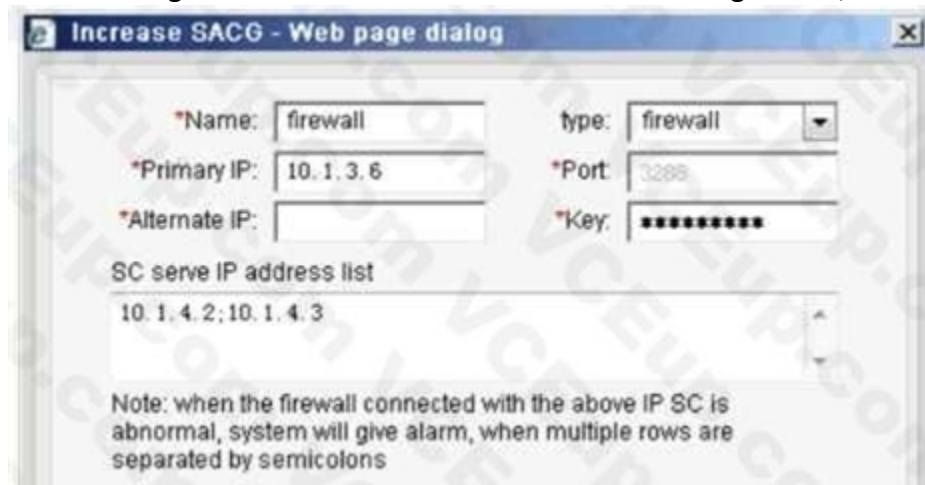 Increase SACG - Web page dialog
*Name: firewall type: firewall
*Primary IP: 10. 1. 3. 6 *Port: 3288
*Alternate IP: *Key: *********
SC serve IP address list
10. 1. 4. 2;10. 1. 4. 3
Note: when the firewall connected with the above IP SC is
abnormal, system will give alarm, when multiple rows are
separated by semicolons